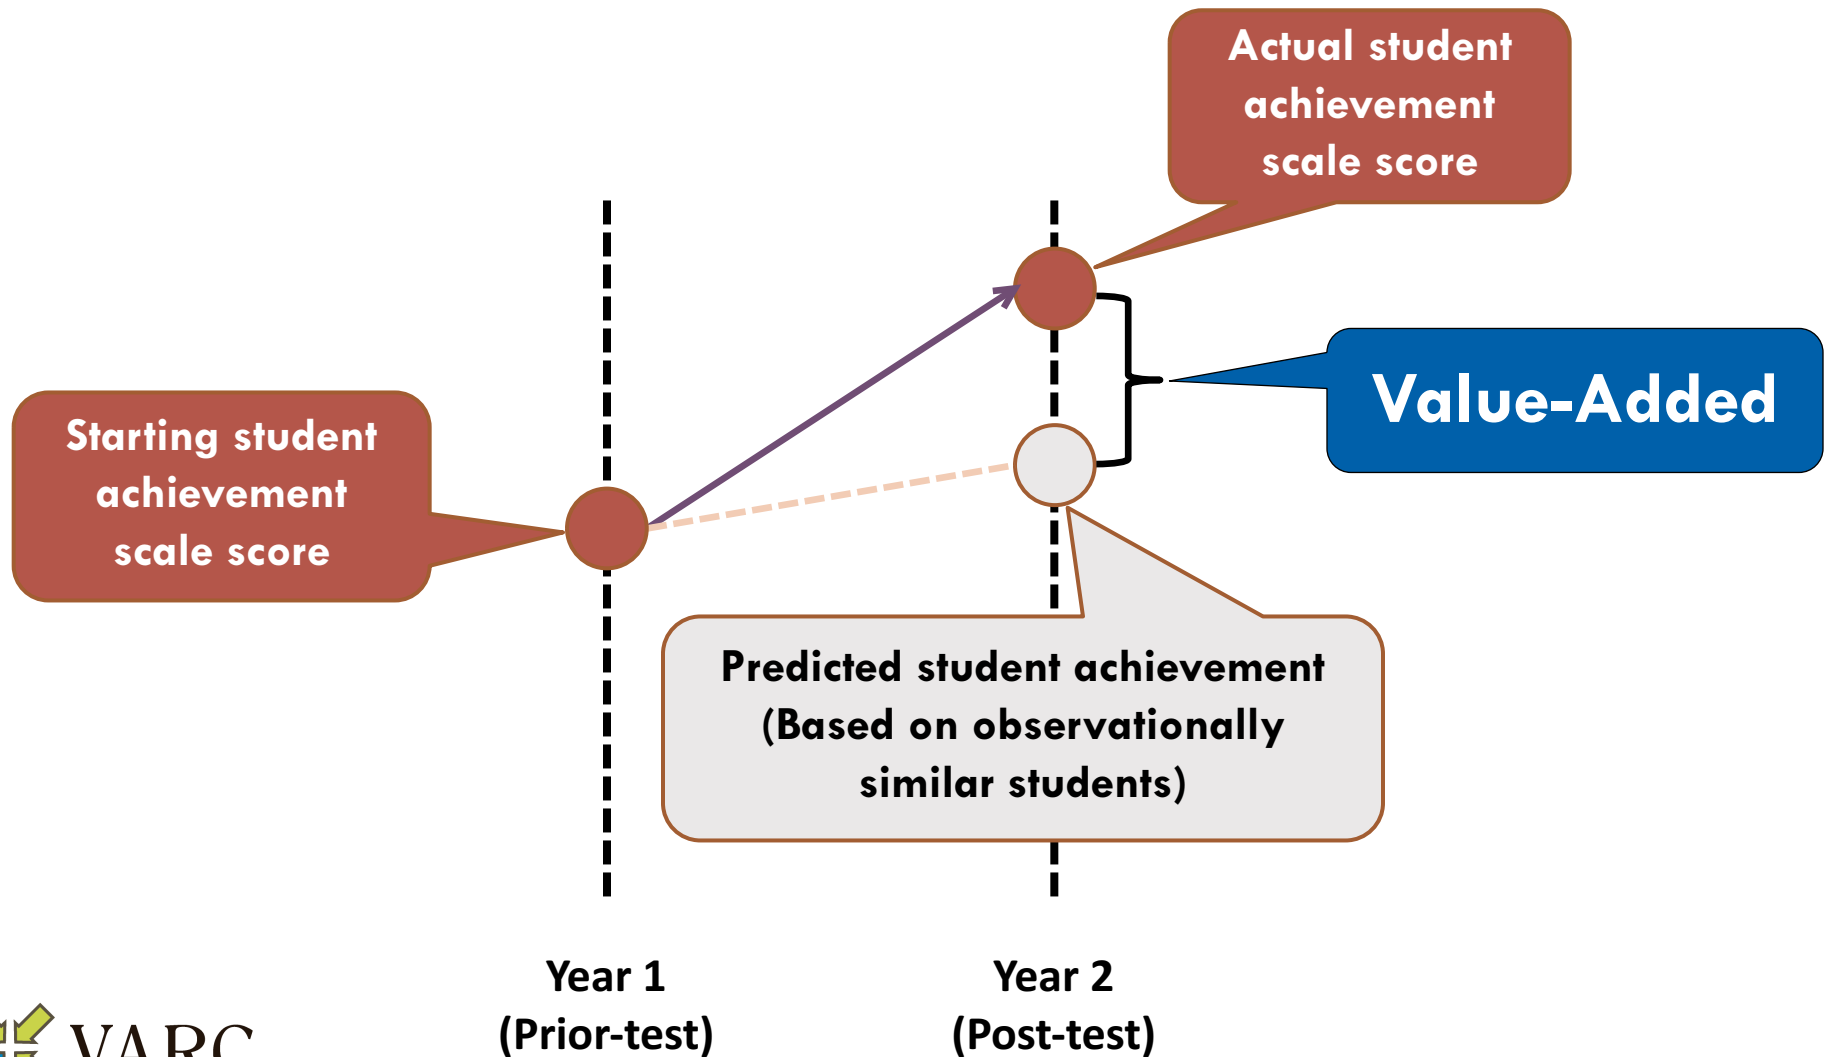 Actual student
achievement
scale score
Value-Added
Starting student
achievement
scale score
Predicted student achievement
(Based on observationally
similar students)
Year 1
(Prior-test)
Year 2
(Post-test)
VARC